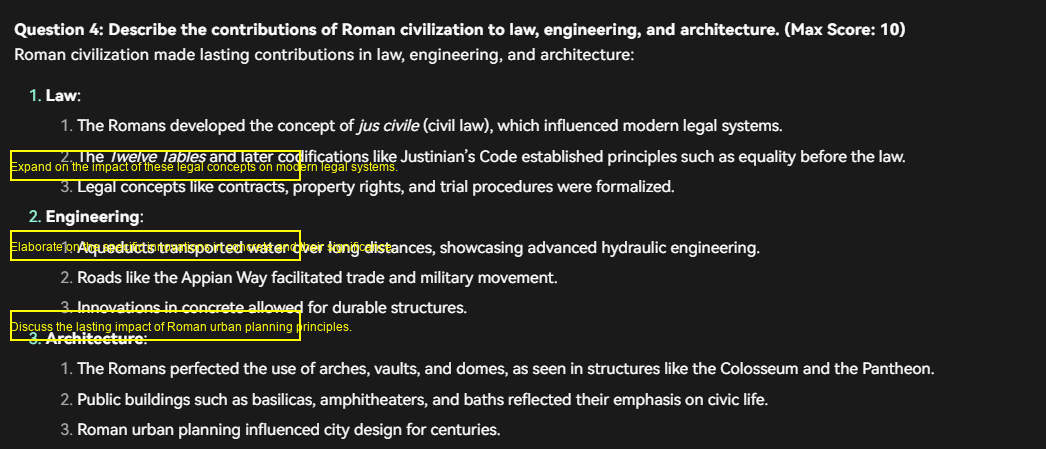 Question 4: Describe the contributions of Roman civilization to law, engineering, and architecture. (Max Score: 10)
Roman civilization made lasting contributions in law, engineering, and architecture:
1. Law:
1. The Romans developed the concept of jus civile (civil law), which influenced modern legal systems.
2. The Twelve Tables and later codifications like Justinian's Code established principles such as equality before the law.
Expand on the impact of these legal concepts on modern legal systems.
3. Legal concepts like contracts, property rights, and trial procedures were formalized.
2. Engineering:
Elaborate on the specific innovations in concrete and their significance.
1. Aqueducts transported water over long distances, showcasing advanced hydraulic engineering.
2. Roads like the Appian Way facilitated trade and military movement.
3. Innovations in concrete allowed for durable structures.
Discuss the lasting impact of Roman urban planning principles.
3. Architecture:
1. The Romans perfected the use of arches, vaults, and domes, as seen in structures like the Colosseum and the Pantheon.
2. Public buildings such as basilicas, amphitheaters, and baths reflected their emphasis on civic life.
3. Roman urban planning influenced city design for centuries.